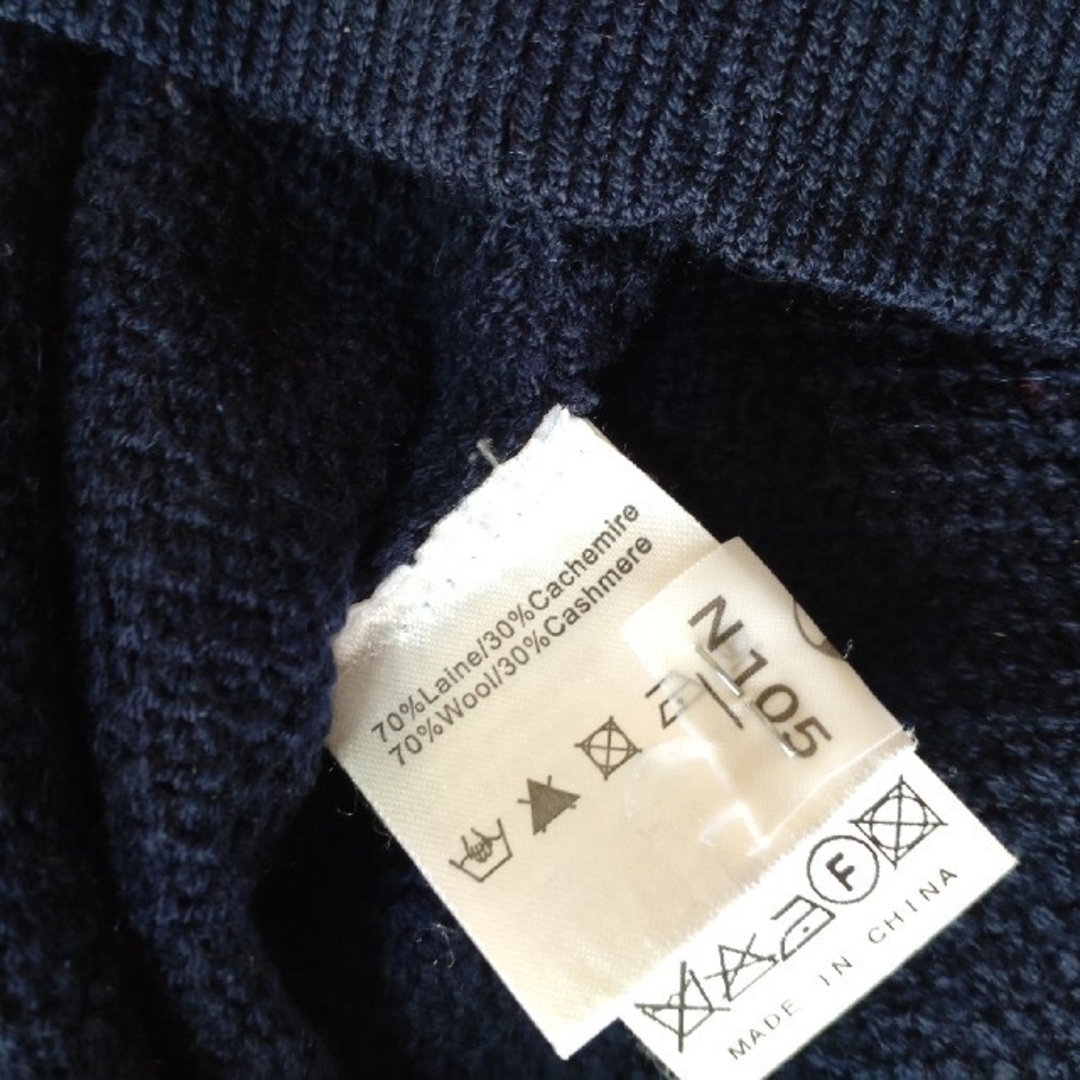 70%Laine/30%Cachemire
70%Wool/30%Cashmere
N105
F
MADE IN CHINA